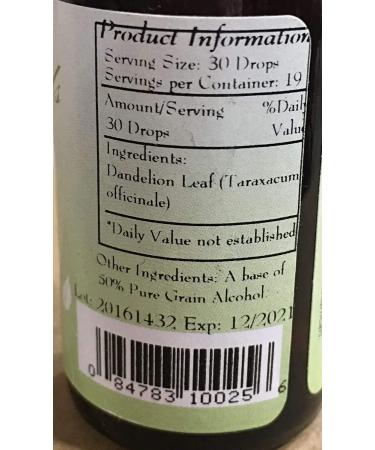 Product Information
Serving Size: 30 Drops
Servings per Container: 19
Amount/Serving %Daily
30 Drops Value
Ingredients:
Dandelion Leaf (Taraxacum
officinale)
*Daily Value not established
Other Ingredients: A base of
50% Pure Grain Alcohol.
Lot: 20161432 Exp: 12/2021
0 84783 10025 6